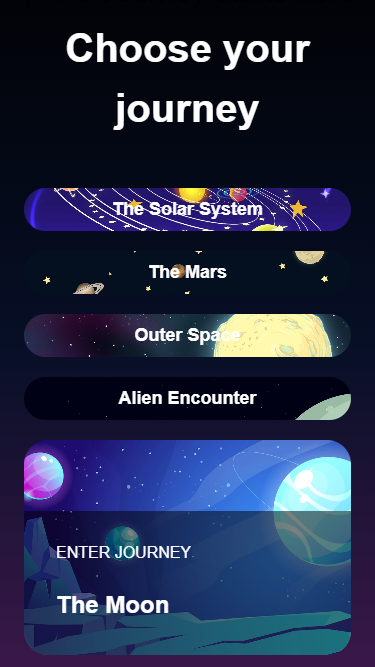 Choose your
journey
The Solar System
The Mars
Outer Space
Alien Encounter
ENTER JOURNEY
The Moon